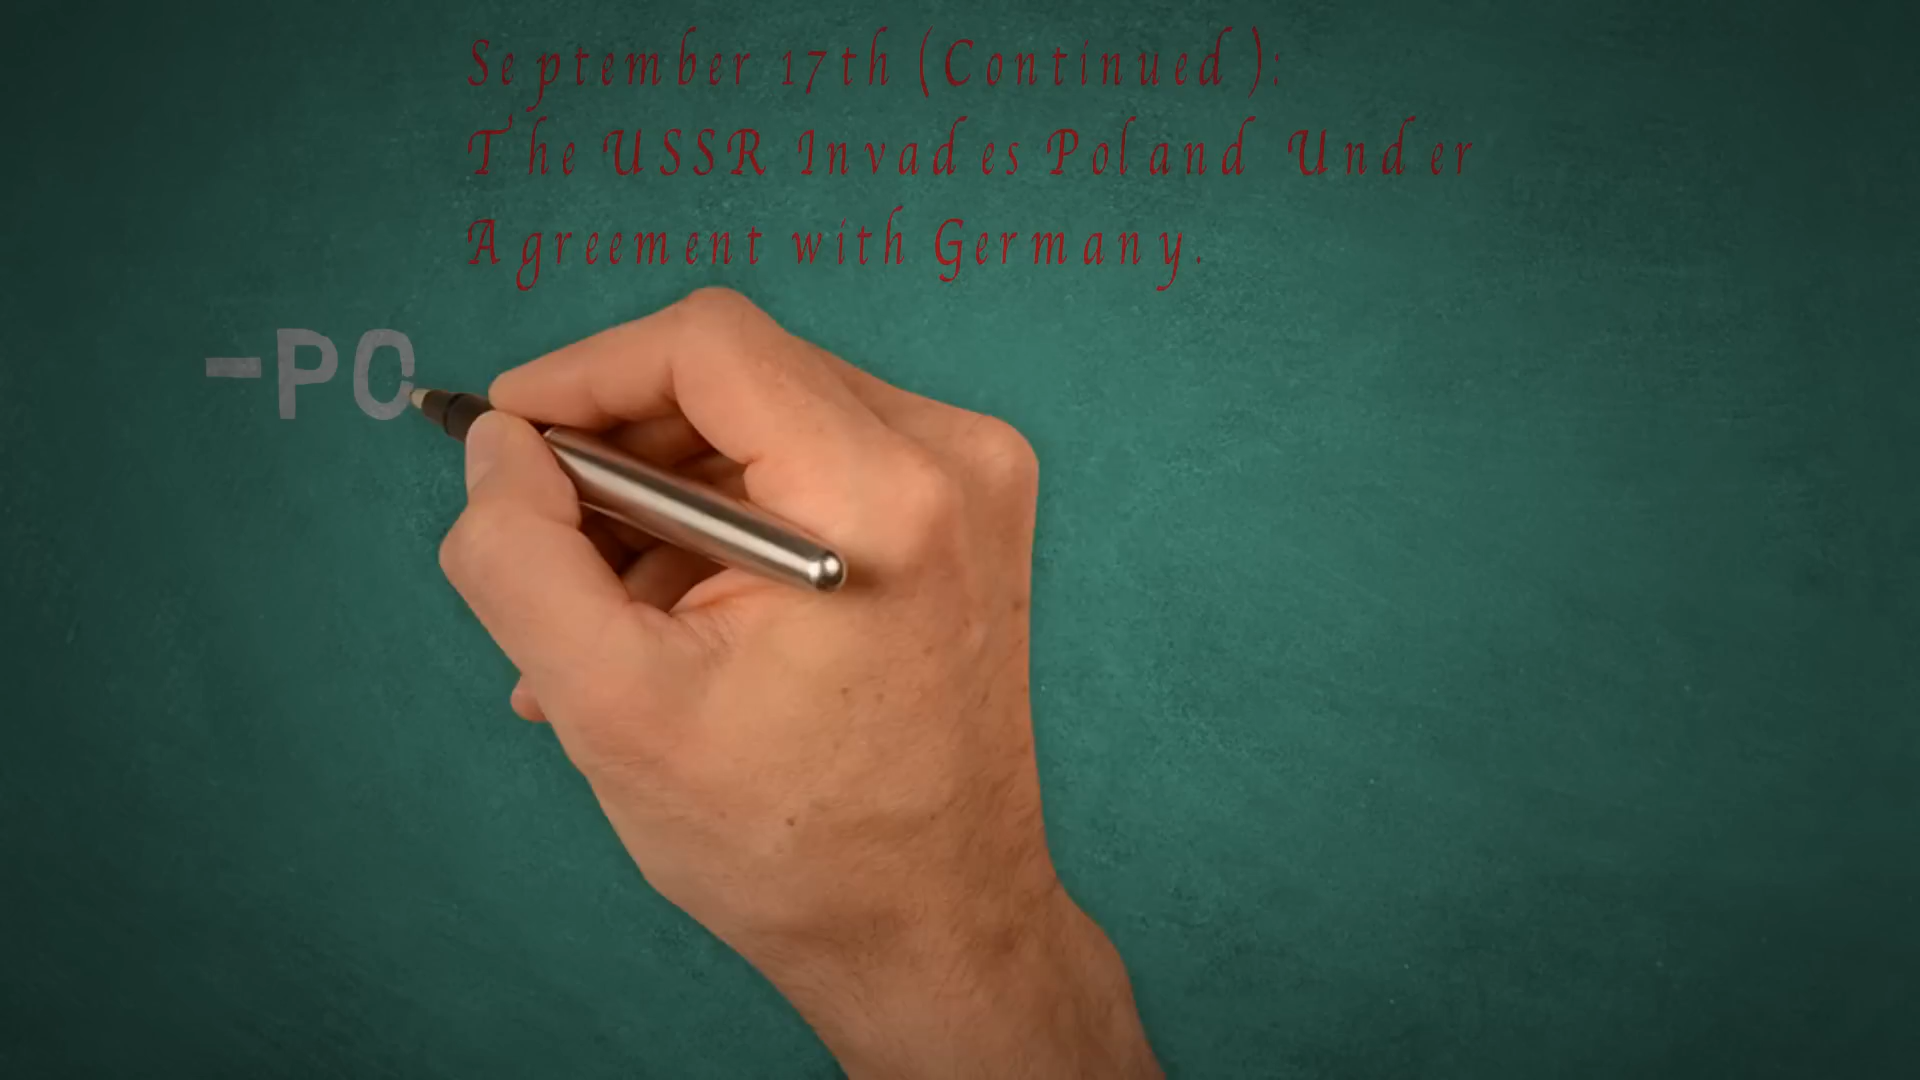 September 17th (Continued):
The USSR Invades Poland Under
Agreement with Germany.
-PO